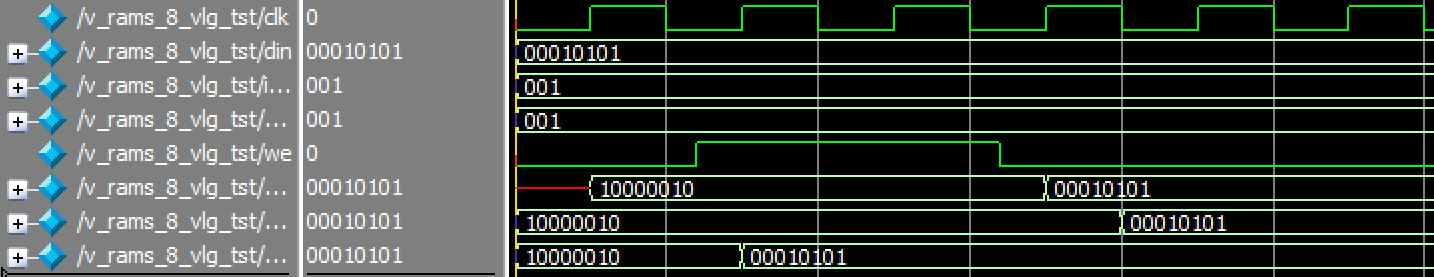 /v_rams_8_vlg_tst/clk 0
/v_rams_8_vlg_tst/din 00010101 00010101
/v_rams_8_vlg_tst/i... 001 001
/v_rams_8_vlg_tst/... 001 001
/v_rams_8_vlg_tst/we 0
/v_rams_8_vlg_tst/... 00010101 10000010 00010101
/v_rams_8_vlg_tst/... 00010101 10000010 00010101
/v_rams_8_vlg_tst/... 00010101 10000010 00010101